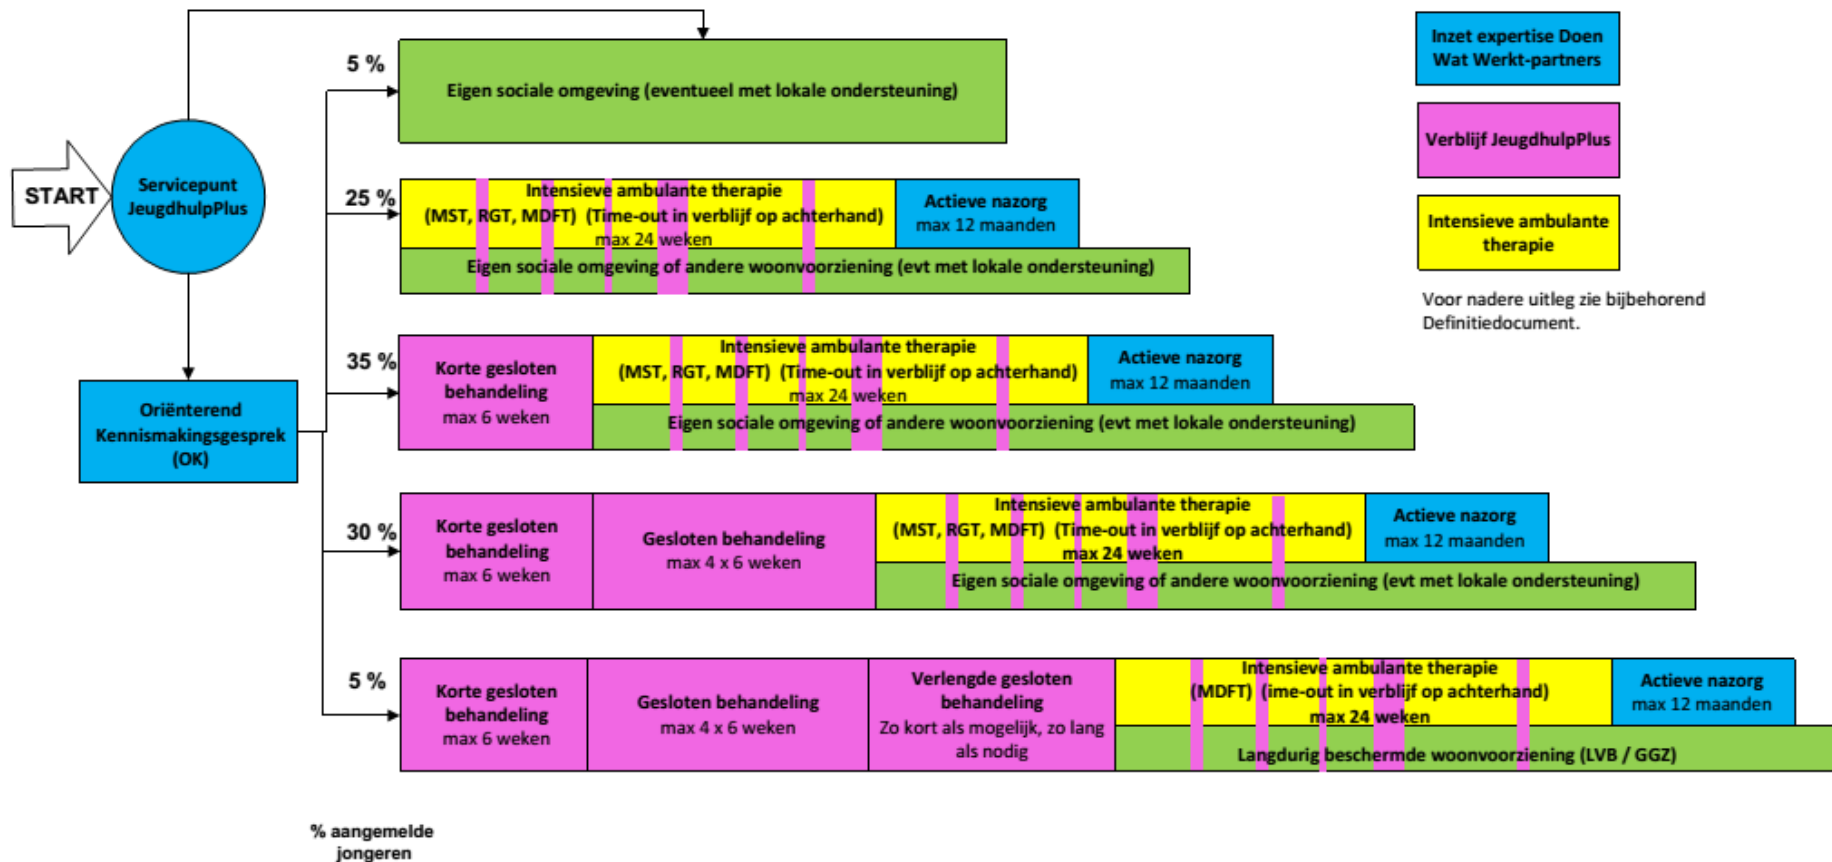 START
Servicepunt
JeugdhulpPlus
Oriënterend
Kennismakingsgesprek
(OK)
5 %
Eigen sociale omgeving (eventueel met lokale ondersteuning)
25 %
Intensieve ambulante therapie
(MST, RGT, MDFT) (Time-out in verblijf op achterhand)
max 24 weken
Actieve nazorg
max 12 maanden
Eigen sociale omgeving of andere woonvoorziening (evt met lokale ondersteuning)
35 %
Korte gesloten
behandeling
max 6 weken
Intensieve ambulante therapie
(MST, RGT, MDFT) (Time-out in verblijf op achterhand)
max 24 weken
Actieve nazorg
max 12 maanden
Eigen sociale omgeving of andere woonvoorziening (evt met lokale ondersteuning)
30 %
Korte gesloten
behandeling
max 6 weken
Gesloten behandeling
max 4 x 6 weken
Intensieve ambulante therapie
(MST, RGT, MDFT) (Time-out in verblijf op achterhand)
max 24 weken
Actieve nazorg
max 12 maanden
Eigen sociale omgeving of andere woonvoorziening (evt met lokale ondersteuning)
5 %
Korte gesloten
behandeling
max 6 weken
Gesloten behandeling
max 4 x 6 weken
Verlengde gesloten
behandeling
Zo kort als mogelijk, zo lang
als nodig
Intensieve ambulante therapie
(MDFT) (ime-out in verblijf op achterhand)
max 24 weken
Actieve nazorg
max 12 maanden
Langdurig beschermde woonvoorziening (LVB / GGZ)
% aangemelde
jongeren
Inzet expertise Doen
Wat Werkt-partners
Verblijf JeugdhulpPlus
Intensieve ambulante
therapie
Voor nadere uitleg zie bijbehorend
Definitiedocument.